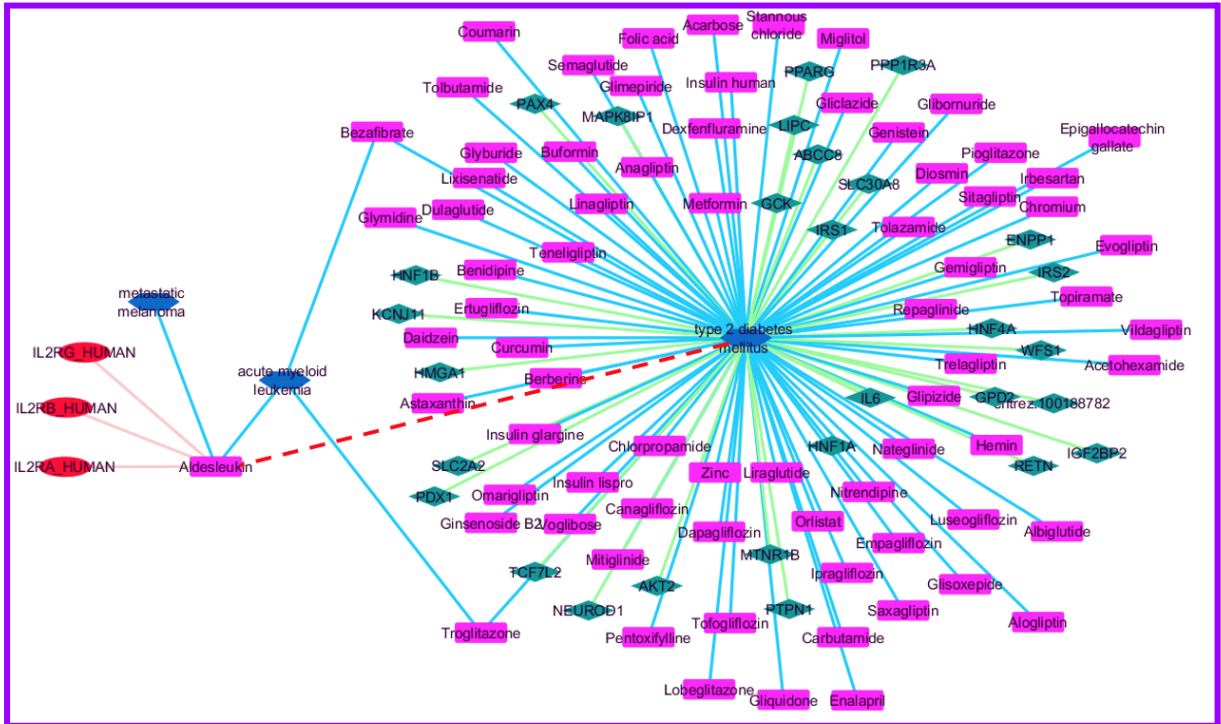 Coumarin
Folic acid
Acarbose
Stannous
chloride
Miglitol
Semaglutide
Glimepiride
Insulin human
PPARG
PPP1R3A
Tolbutamide
PAX4
MAPK8IP1
Gliclazide
Glibornuride
Bezafibrate
Dexfenfluramine
LIPC
Genistein
Epigallocatechin
gallate
Glyburide
Buformin
Anagliptin
ABCC8
Pioglitazone
Lixisenatide
SLC30A8
Diosmin
Irbesartan
Glymidine
Dulaglutide
Linagliptin
Metformin
GCK
Sitagliptin
Chromium
IRS1
Tolazamide
ENPP1
Evogliptin
Teneligliptin
HNF1B
Benidipine
Gemigliptin
IRS2
metastatic
melanoma
KCNJ11
Ertugliflozin
Repaglinide
Topiramate
type 2 diabetes
mellitus
HNF4A
Vildagliptin
IL2RG_HUMAN
Daidzein
Curcumin
WFS1
acute myeloid
leukemia
HMGA1
Berberine
Trelagliptin
Acetohexamide
IL2RB_HUMAN
Astaxanthin
IL6
Glipizide
GPD2
entrez:100188782
Insulin glargine
Chlorpropamide
HNF1A
Nateglinide
Hemin
IGF2BP2
IL2RA_HUMAN
Aldesleukin
SLC2A2
RETN
PDX1
Omarigliptin
Insulin lispro
Zinc
Liraglutide
Nitrendipine
Ginsenoside B2
Voglibose
Canagliflozin
Dapagliflozin
Orlistat
Luseogliflozin
Albiglutide
Empagliflozin
TCF7L2
Mitiglinide
MTNR1B
Ipragliflozin
Glisoxepide
NEUROD1
AKT2
PTPN1
Saxagliptin
Alogliptin
Troglitazone
Pentoxifylline
Tofogliflozin
Carbutamide
Lobeglitazone
Gliquidone
Enalapril